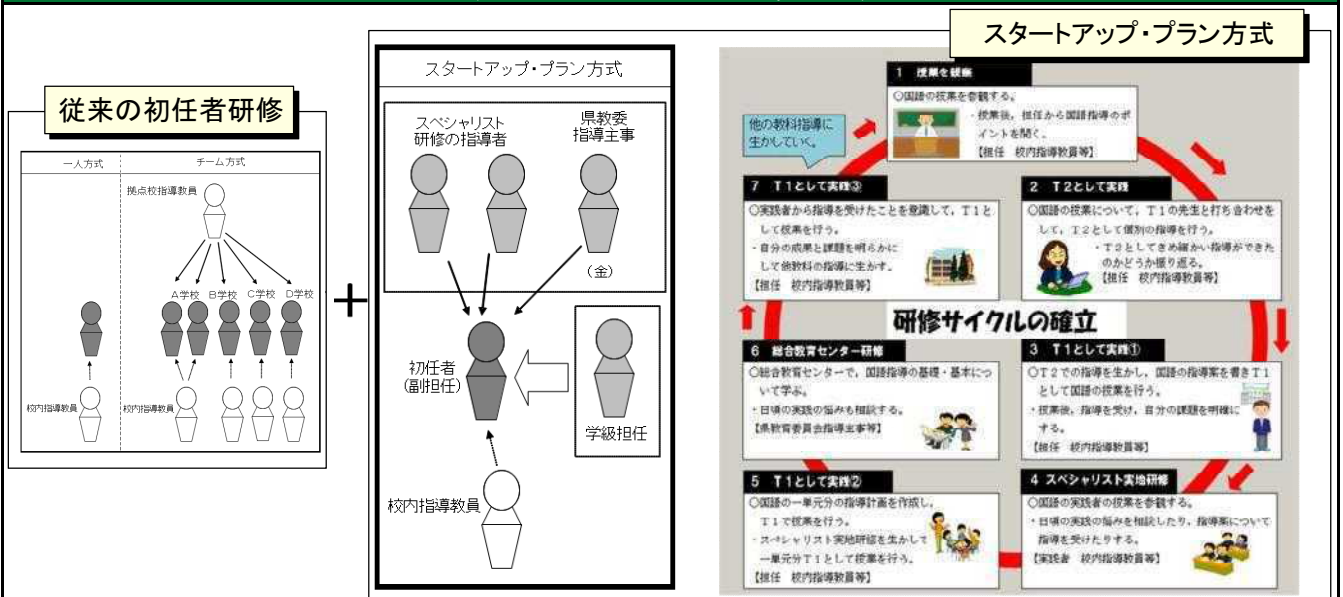 スタートアップ・プラン方式
従来の初任者研修
一人方式
チーム方式
拠点校指導教員
A学校 B学校 C学校 D学校
校内指導教員
校内指導教員
+
スタートアップ・プラン方式
スペシャリスト
研修の指導者
県教委
指導主事
(金)
初任者
(副担任)
学級担任
校内指導教員
1 授業を観察
○国語の授業を参観する。
・授業後，担任から国語指導のポ
イントを聞く。
【担任 校内指導教員等】
他の教科指導に
生かしていく。
2 T2として実践
○国語の授業について，T1の先生と打ち合わせを
して，T2として個別の指導を行う。
・T2としてきめ細かい指導ができた
のかどうか振り返る。
【担任 校内指導教員等】
7 T1として実践③
○実践者から指導を受けたことを意識して，T1と
して授業を行う。
・自分の成果と課題を明らかに
して他教科の指導に生かす。
【担任 校内指導教員等】
研修サイクルの確立
3 T1として実践①
○T2での指導を生かし，国語の指導案を書きT1
として国語の授業を行う。
・授業後，指導を受け，自分の課題を明確に
する。
【担任 校内指導教員等】
6 総合教育センター研修
○総合教育センターで，国語指導の基礎・基本につ
いて学ぶ。
・日頃の実践の悩みも相談する。
【県教育委員会指導主事等】
4 スペシャリスト実地研修
○国語の実践者の授業を参観する。
・日頃の実践の悩みを相談したり，指導案について
指導を受けたりする。
【実践者 校内指導教員等】
5 T1として実践②
○国語の一単元分の指導計画を作成し，
T1で授業を行う。
・スペシャリスト実地研修を生かして
一単元分T1として授業を行う。
【担任 校内指導教員等】